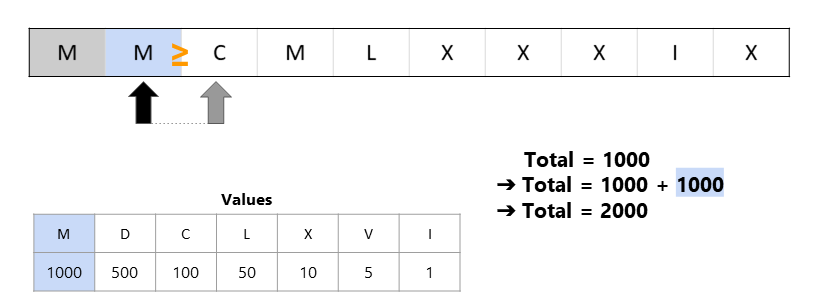 M M ≥ C M L X X X I X
Total = 1000
➔ Total = 1000 + 1000
➔ Total = 2000
Values
M D C L X V I
1000 500 100 50 10 5 1